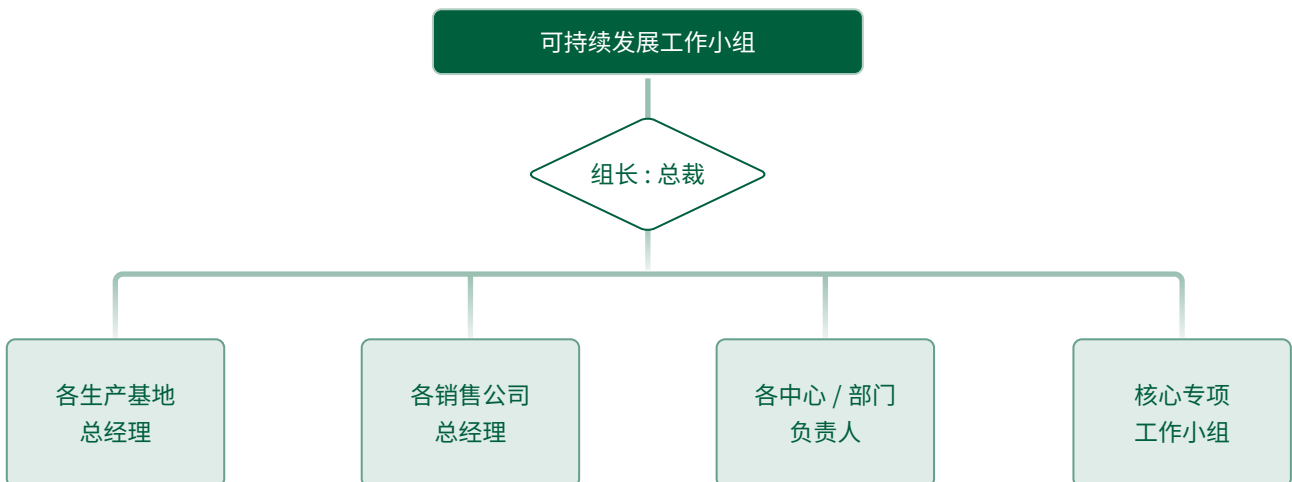 可持续发展工作小组
组长 : 总裁
各生产基地
总经理
各销售公司
总经理
各中心 / 部门
负责人
核心专项
工作小组